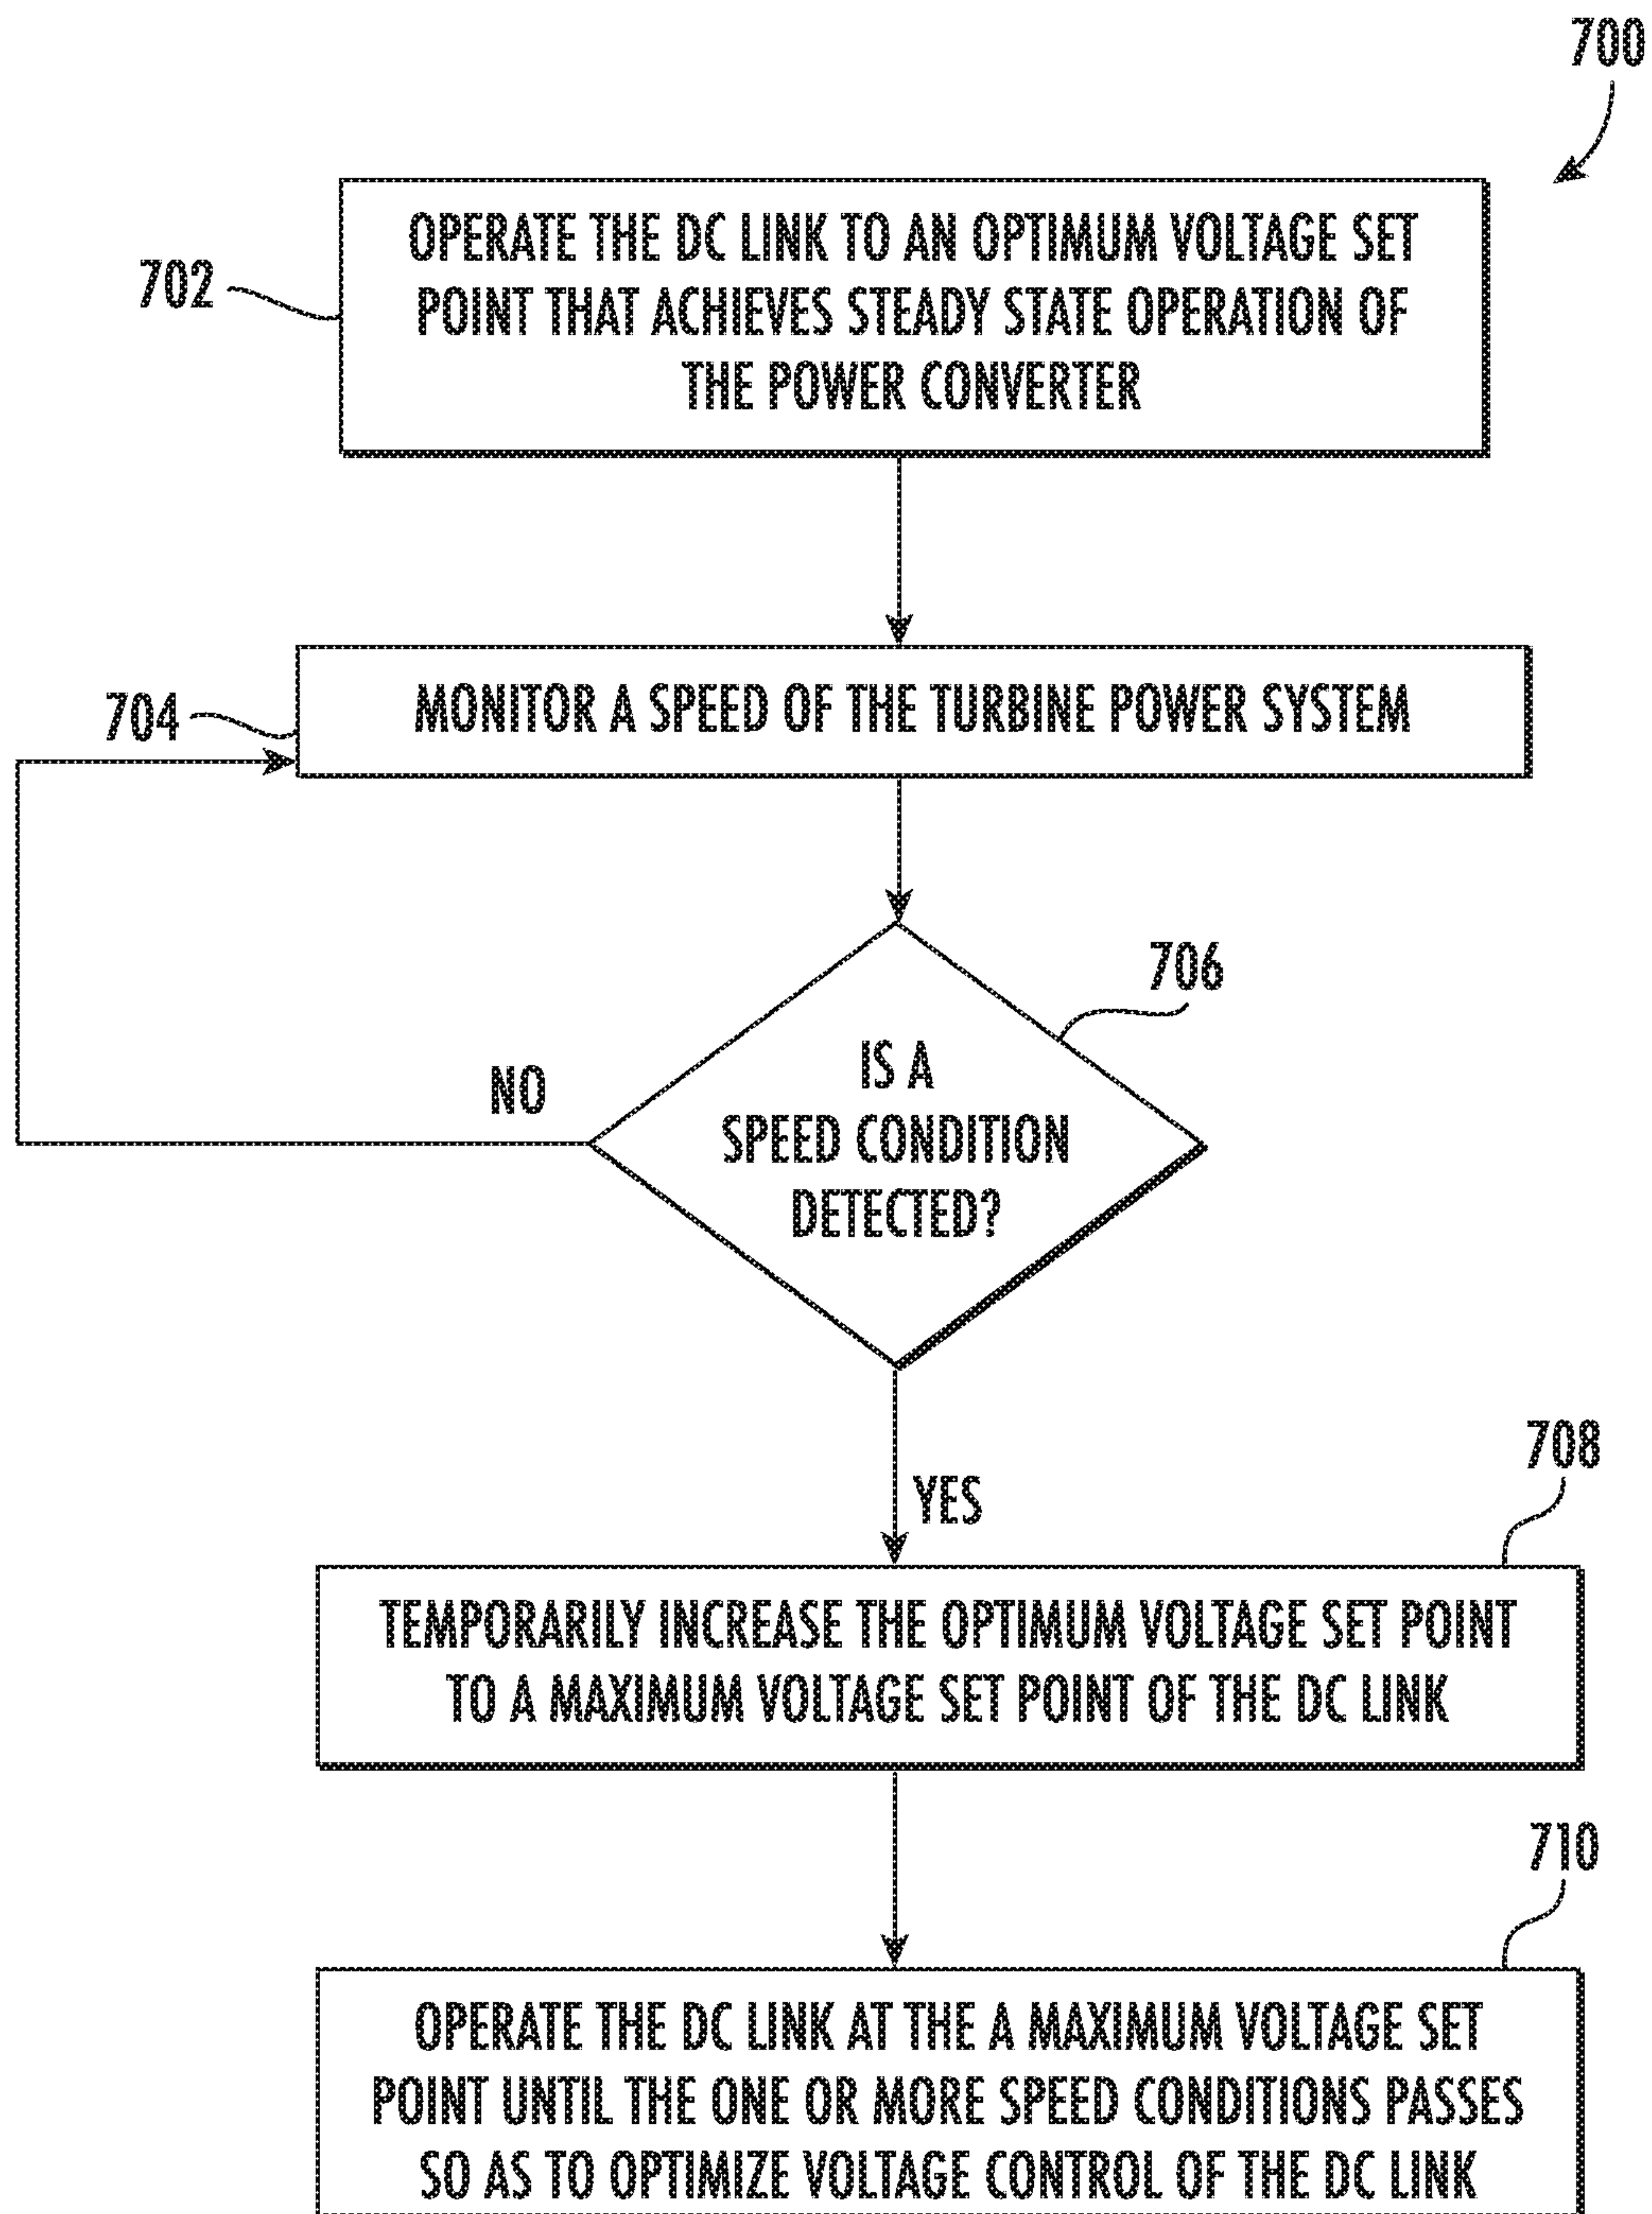 700
702
OPERATE THE DC LINK TO AN OPTIMUM VOLTAGE SET
POINT THAT ACHIEVES STEADY STATE OPERATION OF
THE POWER CONVERTER
704
MONITOR A SPEED OF THE TURBINE POWER SYSTEM
706
IS A
SPEED CONDITION
DETECTED?
NO
YES
708
TEMPORARILY INCREASE THE OPTIMUM VOLTAGE SET POINT
TO A MAXIMUM VOLTAGE SET POINT OF THE DC LINK
710
OPERATE THE DC LINK AT THE A MAXIMUM VOLTAGE SET
POINT UNTIL THE ONE OR MORE SPEED CONDITIONS PASSES
SO AS TO OPTIMIZE VOLTAGE CONTROL OF THE DC LINK